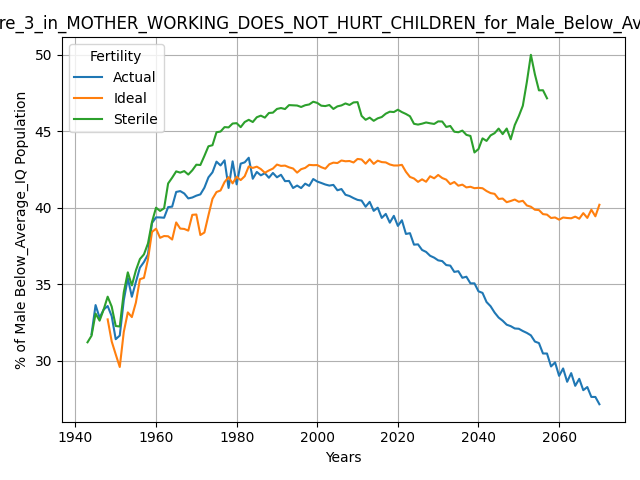 re_3_in_MOTHER_WORKING_DOES_NOT_HURT_CHILDREN_for_Male_Below_Av
Fertility
Actual
Ideal
Sterile
% of Male Below_Average_IQ Population
50
45
40
35
30
1940
1960
1980
2000
2020
2040
2060
Years